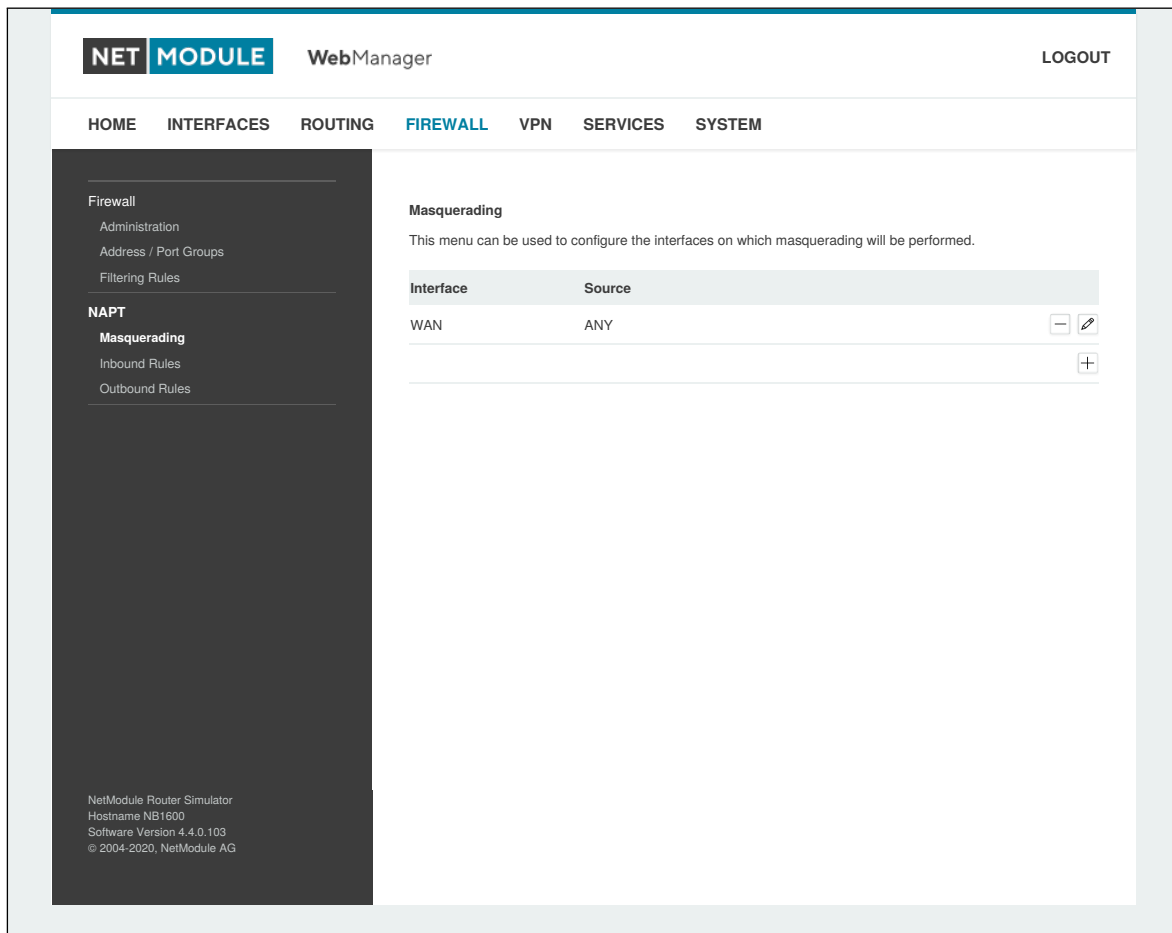 NET MODULE WebManager LOGOUT
HOME INTERFACES ROUTING FIREWALL VPN SERVICES SYSTEM
Firewall
Administration
Address / Port Groups
Filtering Rules
NAPT
Masquerading
Inbound Rules
Outbound Rules
Masquerading
This menu can be used to configure the interfaces on which masquerading will be performed.
Interface Source
WAN ANY
NetModule Router Simulator
Hostname NB1600
Software Version 4.4.0.103
© 2004-2020, NetModule AG